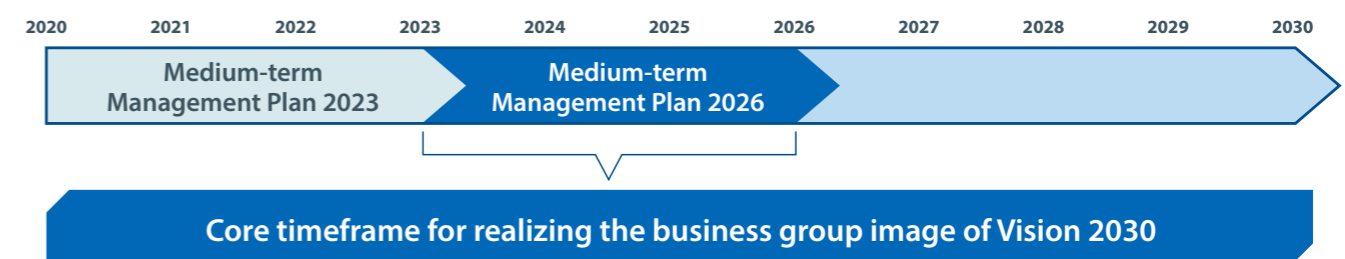 2020 2021 2022 2023 2024 2025 2026 2027 2028 2029 2030
Medium-term
Management Plan 2023
Medium-term
Management Plan 2026
Core timeframe for realizing the business group image of Vision 2030